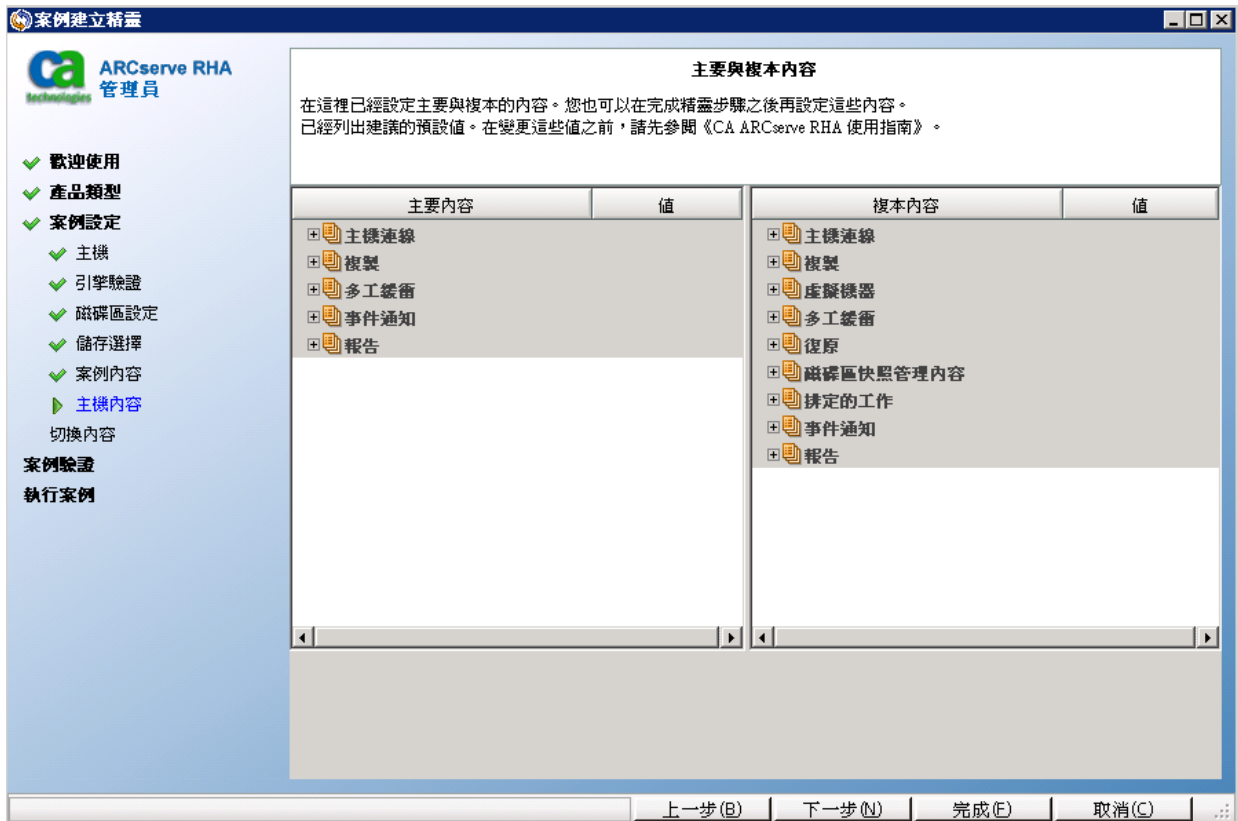 案例建立精靈
ca
technologies
ARCserve RHA
管理員
歡迎使用
產品類型
案例設定
主機
引擎驗證
磁碟區設定
儲存選擇
案例內容
主機內容
切換內容
案例驗證
執行案例
主要與複本內容
在這裡已經設定主要與複本的內容。您也可以在完成精靈步驟之後再設定這些內容。
已經列出建議的預設值。在變更這些值之前，請先參閱《CA ARCserve RHA 使用指南》。
主要內容 值
主機連線
複製
多工緩衝
事件通知
報告
複本內容 值
主機連線
複製
虛擬機器
多工緩衝
復原
磁碟區快照管理內容
排定的工作
事件通知
報告
上一步(B) 下一步(N) 完成(F) 取消(C)